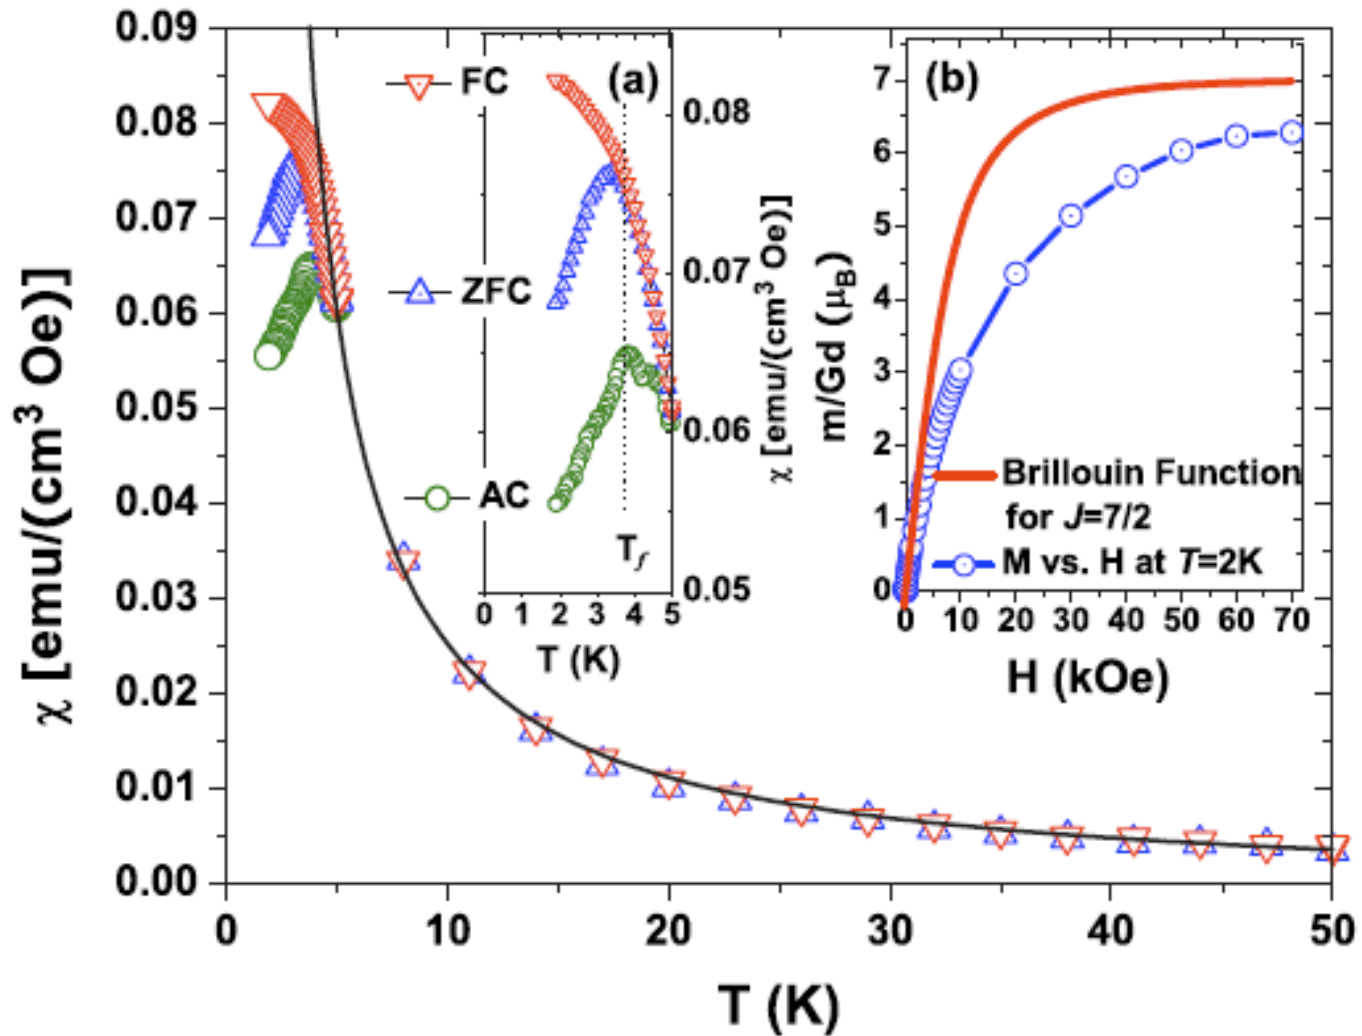 0.09
0.08
0.07
0.06
0.05
0.04
0.03
0.02
0.01
0.00
χ [emu/(cm³ Oe)]
0 10 20 30 40 50
T (K)
FC
ZFC
AC
(a)
T_f
0.08
0.07
0.06
0.05
χ [emu/(cm³ Oe)]
0 1 2 3 4 5
T (K)
(b)
7
6
5
4
3
2
1
0
m/Gd (μ_B)
Brillouin Function
for J=7/2
M vs. H at T=2K
0 10 20 30 40 50 60 70
H (kOe)